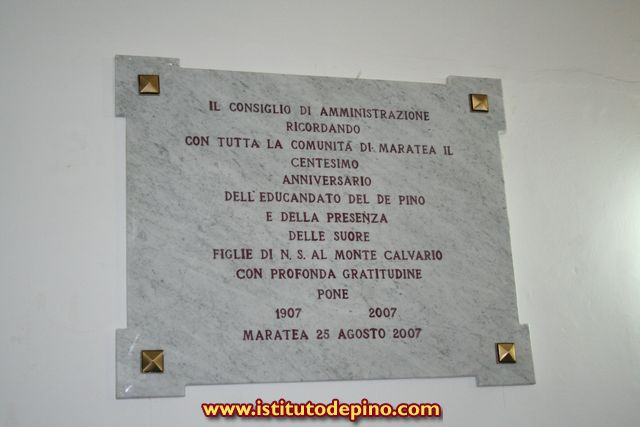 IL CONSIGLIO DI AMMINISTRAZIONE
RICORDANDO
CON TUTTA LA COMUNITÀ DI MARATEA IL
CENTESIMO
ANNIVERSARIO
DELL'EDUCANDATO DEL DE PINO
E DELLA PRESENZA
DELLE SUORE
FIGLIE DI N. S. AL MONTE CALVARIO
CON PROFONDA GRATITUDINE
PONE
1907 2007
MARATEA 25 AGOSTO 2007
www.istitutodepino.com